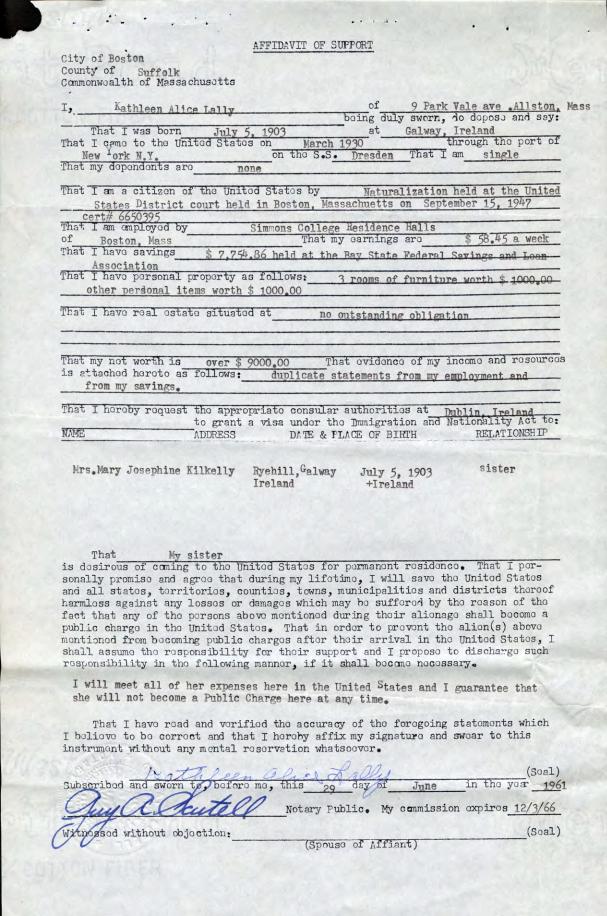 AFFIDAVIT OF SUPPORT
City of Boston
County of Suffolk
Commonwealth of Massachusetts
I, Kathleen Alice Lally of 9 Park Vale ave .Allston, Mass
being duly sworn, do depose and say:
That I was born July 5, 1903 at Galway, Ireland
That I came to the United States on March 1930 through the port of
New York N.Y. on the S.S. Dresden That I am single
That my dependents are none
That I am a citizen of the United States by Naturalization held at the United
States District court held in Boston, Massachuetts on September 15, 1947
cert# 6650395
That I am employed by Simmons College Residence Halls
of Boston, Mass That my earnings are $ 58.45 a week
That I have savings $ 7,754.86 held at the Bay State Federal Savings and Loan
Association
That I have personal property as follows: 3 rooms of furniture worth $ 1000.00
other perdonal items worth $ 1000.00
That I have real estate situated at no outstanding obligation
That my net worth is over $ 9000.00 That evidence of my income and resources
is attached hereto as follows: duplicate statements from my employment and
from my savings.
That I hereby request the appropriate consular authorities at Dublin, Ireland
to grant a visa under the Immigration and Nationality Act to:
NAME ADDRESS DATE & PLACE OF BIRTH RELATIONSHIP
Mrs.Mary Josephine Kilkelly Ryehill,Galway July 5, 1903 sister
Ireland +Ireland
That My sister
is desirous of coming to the United States for permanent residence. That I per-
sonally promise and agree that during my lifetime, I will save the United States
and all states, territories, counties, towns, municipalities and districts thereof
harmless against any losses or damages which may be suffered by the reason of the
fact that any of the persons above mentioned during their alienage shall become a
public charge in the United States. That in order to prevent the alien(s) above
mentioned from becoming public charges after their arrival in the United States, I
shall assume the responsibility for their support and I propose to discharge such
responsibility in the following manner, if it shall become necessary.
I will meet all of her expenses here in the United States and I guarantee that
she will not become a Public Charge here at any time.
That I have read and verified the accuracy of the foregoing statements which
I believe to be correct and that I hereby affix my signature and swear to this
instrument without any mental reservation whatsoever.
Kathleen Alice Lally (Seal)
Subscribed and sworn to, before me, this 29 day of June in the year 1961
Notary Public. My commission expires 12/3/66
Witnessed without objection: (Seal)
(Spouse of Affiant)